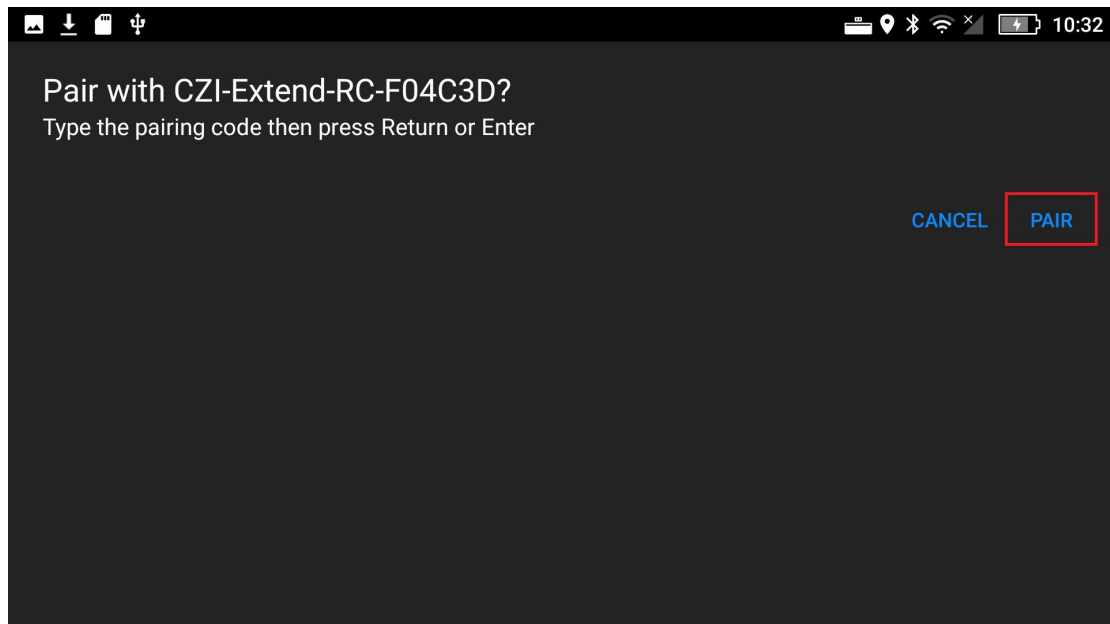 10:32
Pair with CZI-Extend-RC-F04C3D?
Type the pairing code then press Return or Enter
CANCEL PAIR